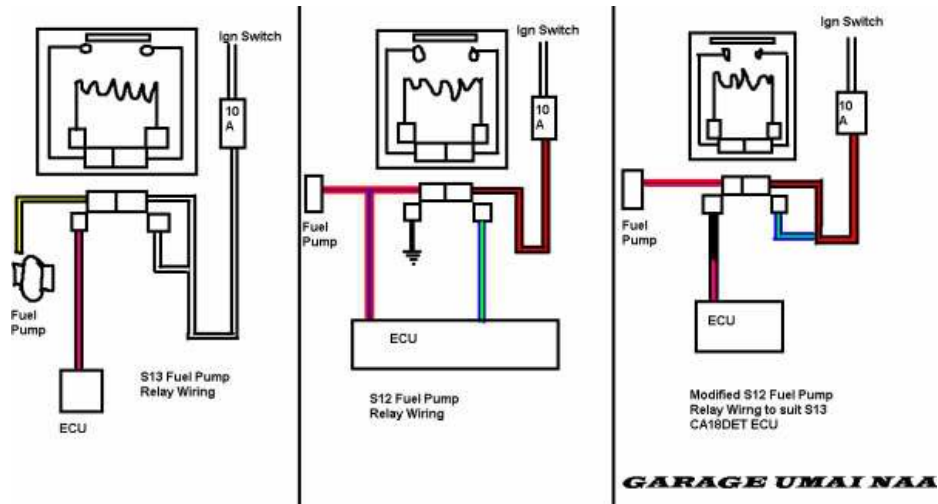 Ign Switch
10
A
Fuel
Pump
ECU
S13 Fuel Pump
Relay Wiring
Ign Switch
10
A
Fuel
Pump
ECU
S12 Fuel Pump
Relay Wiring
Ign Switch
10
A
Fuel
Pump
ECU
Modified S12 Fuel Pump
Relay Wirng to suit S13
CA18DET ECU
GARAGE UMAI NAA